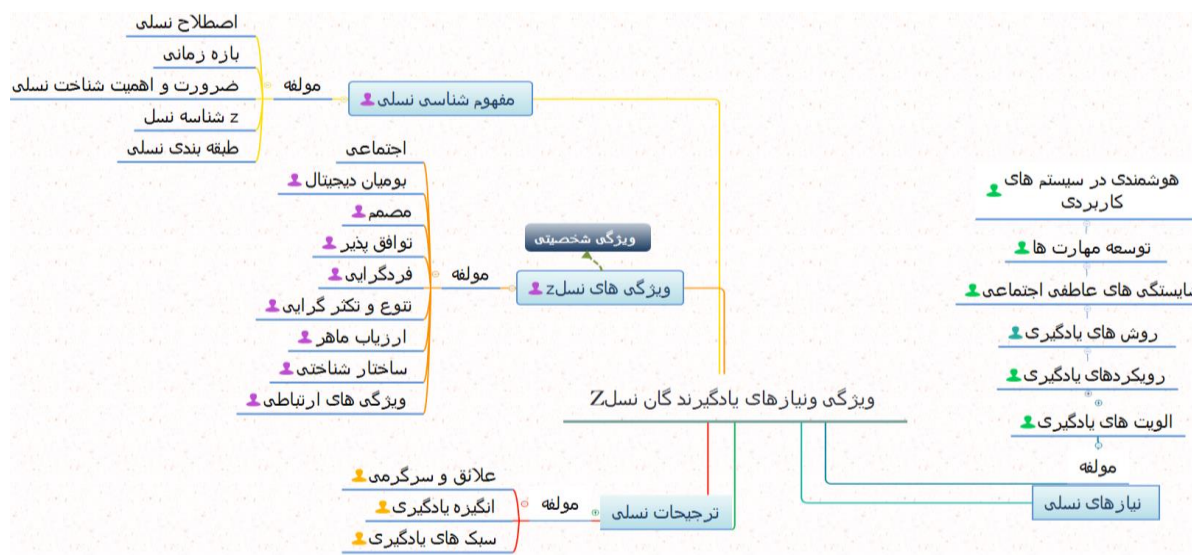 اصطلاح نسلی
بازه زمانی
ضرورت و اهمیت شناخت نسلی
z شناسه نسل
طبقه بندی نسلی
مولفه
مفهوم شناسی نسلی
اجتماعی
بومیان دیجیتال
مصمم
توافق پذیر
فردگرایی
تنوع و تکثر گرایی
ارزیاب ماهر
ساختار شناختی
ویژگی های ارتباطی
مولفه
ویژگی شخصیتی
ویژگی های نسلz
هوشمندی در سیستم های
کاربردی
توسعه مهارت ها
شایستگی های عاطفی اجتماعی
روش های یادگیری
رویکردهای یادگیری
الویت های یادگیری
مولفه
نیازهای نسلی
ویژگی ونیازهای یادگیرند گان نسلZ
علائق و سرگرمی
انگیزه یادگیری
سبک های یادگیری
مولفه
ترجیحات نسلی